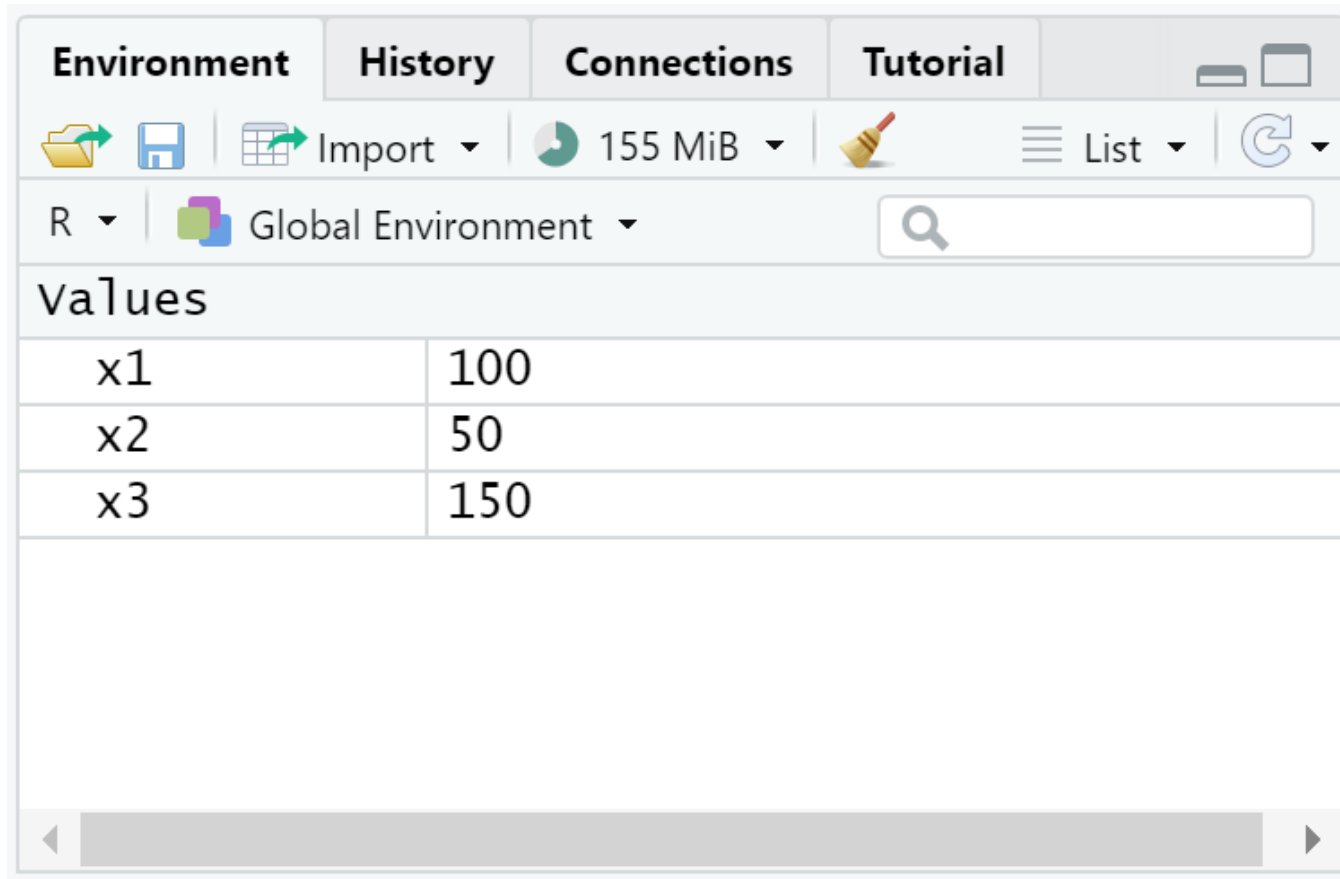 Environment History Connections Tutorial
Import 155 MiB List
R Global Environment
Values
x1 100
x2 50
x3 150